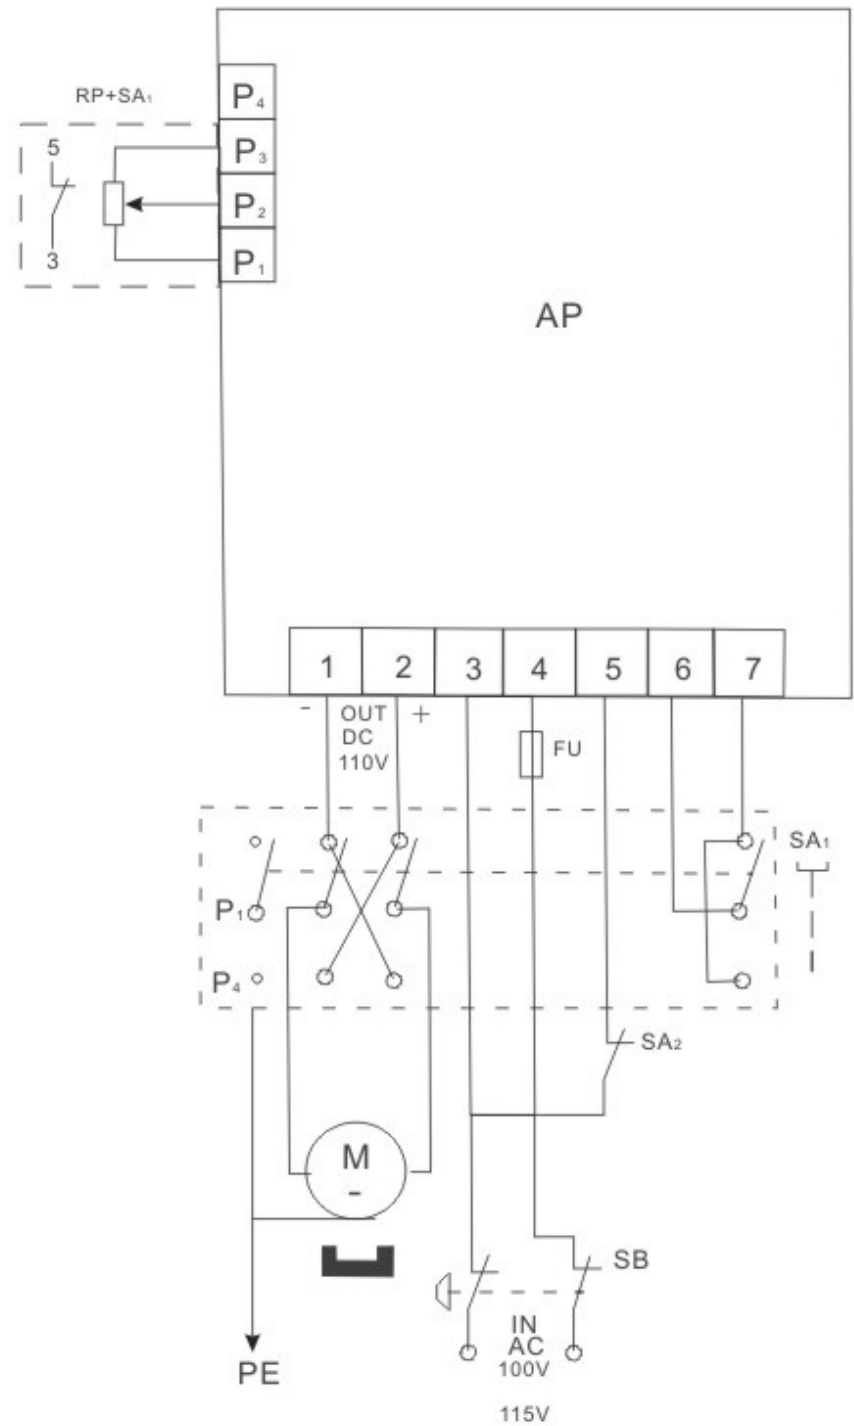 RP+SA₁
P₄
5
P₃
P₂
3
P₁
AP
1 2 3 4 5 6 7
- OUT +
DC
110V
FU
SA₁
P₁
P₄
SA₂
M
-
SB
IN
AC
100V
115V
PE